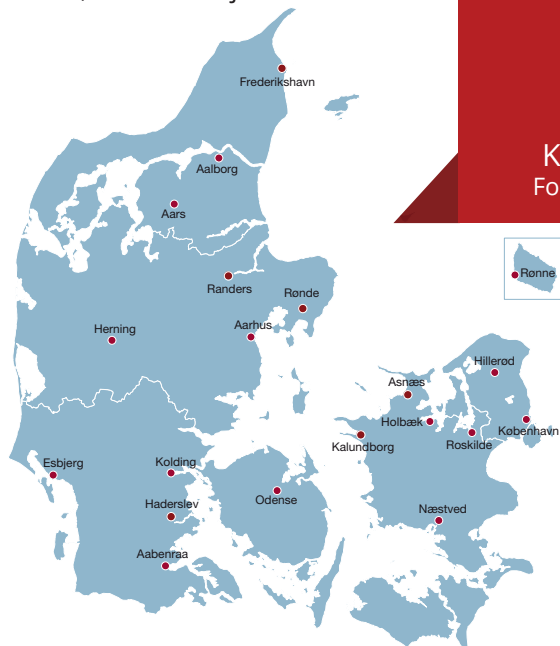 Frederikshavn
Aalborg
K
Fo
Aars
Rønne
Randers
Rønde
Herning
Aarhus
Hillerød
Asnæs
Holbæk
København
Roskilde
Kalundborg
Esbjerg
Kolding
Odense
Haderslev
Næstved
Aabenraa